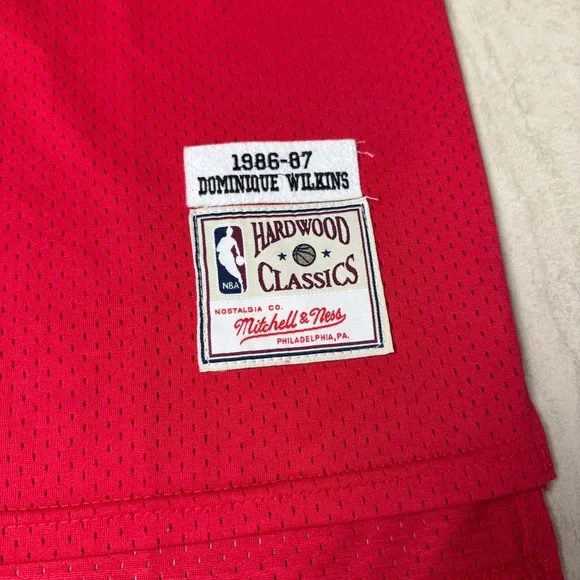 1986-87
DOMINIQUE WILKINS
HARDWOOD
CLASSICS
NBA
NOSTALGIA CO.
Mitchell & Ness
PHILADELPHIA, PA.